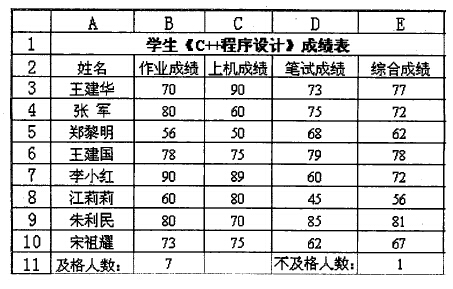 A B C D E
1 学生《C++程序设计》成绩表
2 姓名 作业成绩 上机成绩 笔试成绩 综合成绩
3 王建华 70 90 73 77
4 张 军 80 60 75 72
5 郑黎明 56 50 68 62
6 王建国 78 75 79 78
7 李小红 90 89 60 72
8 江莉莉 60 80 45 56
9 朱利民 80 70 85 81
10 宋祖耀 73 75 62 67
11 及格人数: 7 不及格人数: 1